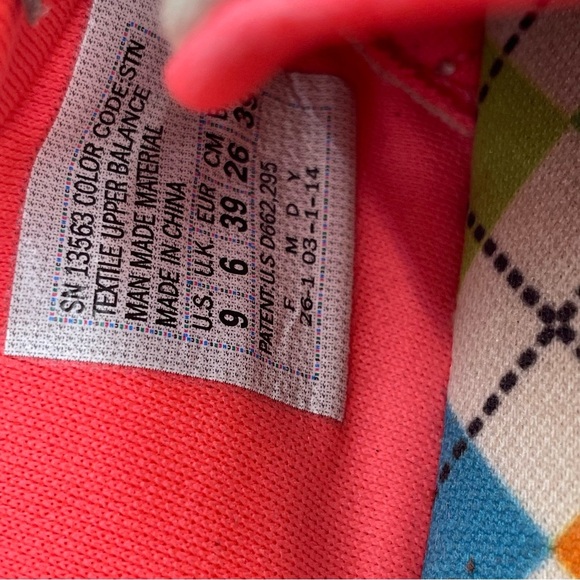 SN 13563 COLOR CODE:STN
TEXTILE UPPER BALANCE
MAN MADE MATERIAL
MADE IN CHINA
U.S. U.K. EUR CM
9 6 39 26 39
PATENT:U.S D662,295
F M D Y
26-1 03-1-14